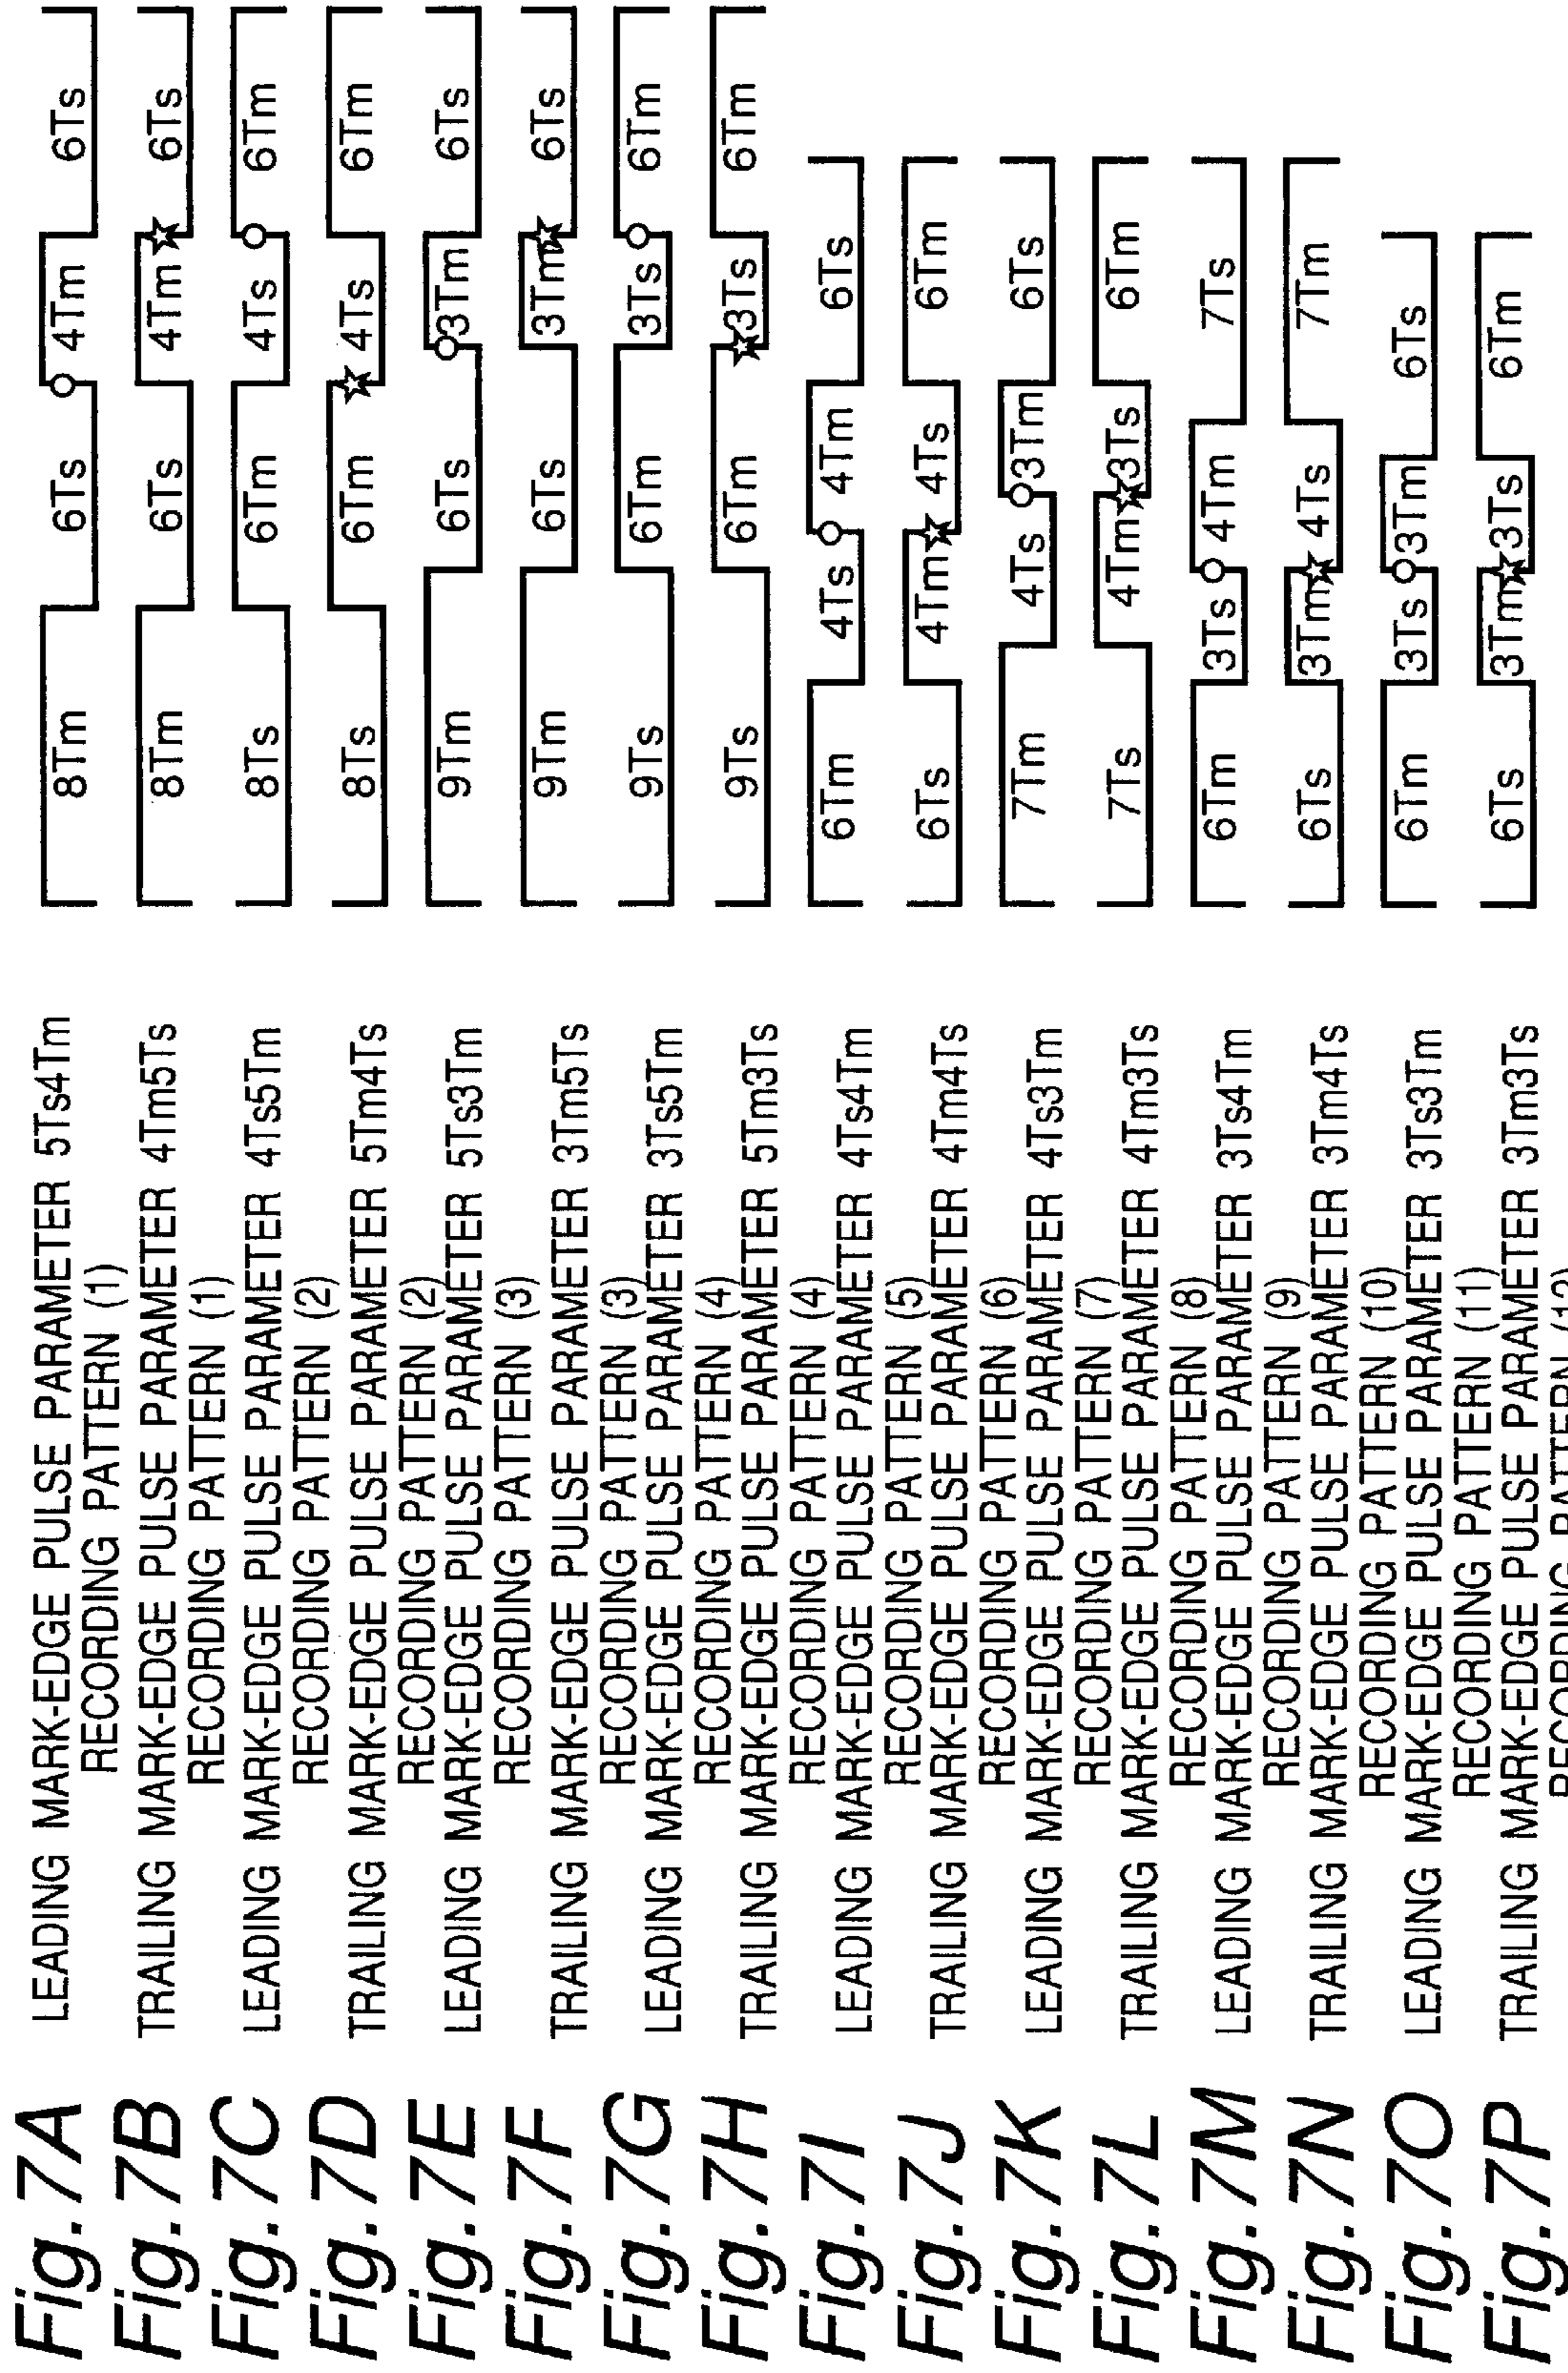 Fig.7A LEADING MARK-EDGE PULSE PARAMETER 5Ts4Tm 8Tm 6Ts 4Tm 6Ts
RECORDING PATTERN (1)
Fig.7B TRAILING MARK-EDGE PULSE PARAMETER 4Tm5Ts 8Tm 6Ts 4Tm 6Ts
RECORDING PATTERN (1)
Fig.7C LEADING MARK-EDGE PULSE PARAMETER 4Ts5Tm 8Ts 6Tm 4Ts 6Tm
RECORDING PATTERN (2)
Fig.7D TRAILING MARK-EDGE PULSE PARAMETER 5Tm4Ts 8Ts 6Tm 4Ts 6Tm
RECORDING PATTERN (2)
Fig.7E LEADING MARK-EDGE PULSE PARAMETER 5Ts3Tm 9Tm 6Ts 3Tm 6Ts
RECORDING PATTERN (3)
Fig.7F TRAILING MARK-EDGE PULSE PARAMETER 3Tm5Ts 9Tm 6Ts 3Tm 6Ts
RECORDING PATTERN (3)
Fig.7G LEADING MARK-EDGE PULSE PARAMETER 3Ts5Tm 9Ts 6Tm 3Ts 6Tm
RECORDING PATTERN (4)
Fig.7H TRAILING MARK-EDGE PULSE PARAMETER 5Tm3Ts 9Ts 6Tm 3Ts 6Tm
RECORDING PATTERN (4)
Fig.7I LEADING MARK-EDGE PULSE PARAMETER 4Ts4Tm 6Tm 4Ts 4Tm 6Ts
RECORDING PATTERN (5)
Fig.7J TRAILING MARK-EDGE PULSE PARAMETER 4Tm4Ts 6Ts 4Tm 4Ts 6Tm
RECORDING PATTERN (6)
Fig.7K LEADING MARK-EDGE PULSE PARAMETER 4Ts3Tm 7Tm 4Ts 3Tm 6Ts
RECORDING PATTERN (7)
Fig.7L TRAILING MARK-EDGE PULSE PARAMETER 4Tm3Ts 7Ts 4Tm 3Ts 6Tm
RECORDING PATTERN (8)
Fig.7M LEADING MARK-EDGE PULSE PARAMETER 3Ts4Tm 6Tm 3Ts 4Tm 7Ts
RECORDING PATTERN (9)
Fig.7N TRAILING MARK-EDGE PULSE PARAMETER 3Tm4Ts 6Ts 3Tm 4Ts 7Tm
RECORDING PATTERN (10)
Fig.7O LEADING MARK-EDGE PULSE PARAMETER 3Ts3Tm 6Tm 3Ts 3Tm 6Ts
RECORDING PATTERN (11)
Fig.7P TRAILING MARK-EDGE PULSE PARAMETER 3Tm3Ts 6Ts 3Tm 3Ts 6Tm
RECORDING PATTERN (12)